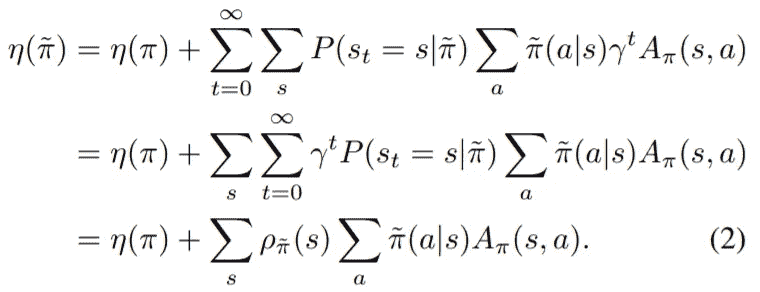 η(π̃) = η(π) + ∑_{t=0}^{∞} ∑_{s} P(s_t = s|π̃) ∑_{a} π̃(a|s)γ^t A_π(s, a)
= η(π) + ∑_{s} ∑_{t=0}^{∞} γ^t P(s_t = s|π̃) ∑_{a} π̃(a|s)A_π(s, a)
= η(π) + ∑_{s} ρ_π̃(s) ∑_{a} π̃(a|s)A_π(s, a). (2)